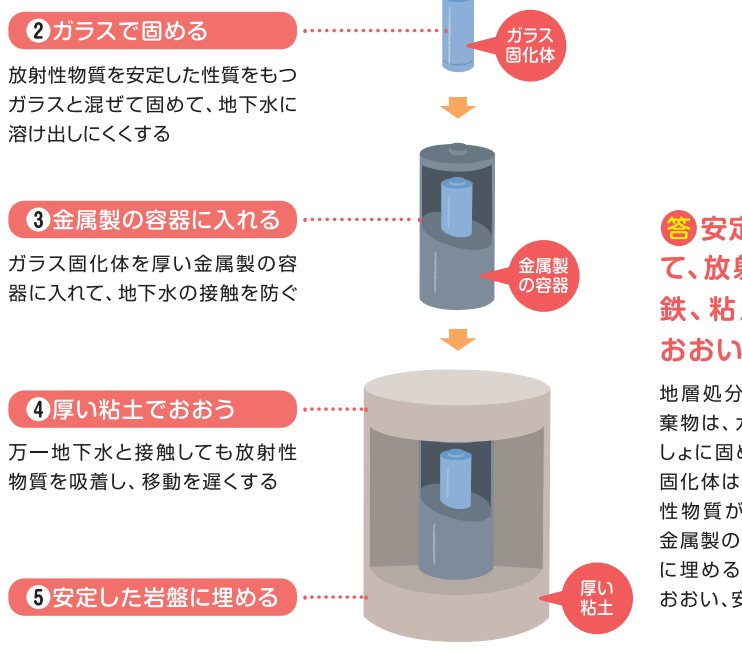 ②ガラスで固める
放射性物質を安定した性質をもつ
ガラスと混ぜて固めて、地下水に
溶け出しにくくする
ガラス
固化体
③金属製の容器に入れる
ガラス固化体を厚い金属製の容
器に入れて、地下水の接触を防ぐ
金属製
の容器
④厚い粘土でおおう
万一地下水と接触しても放射性
物質を吸着し、移動を遅くする
⑤安定した岩盤に埋める
厚い
粘土
答 安定
て、放射
鉄、粘
おおい
地層処分
棄物は、
しょに固め
固化体は
性物質が
金属製の
に埋める
おおい、安